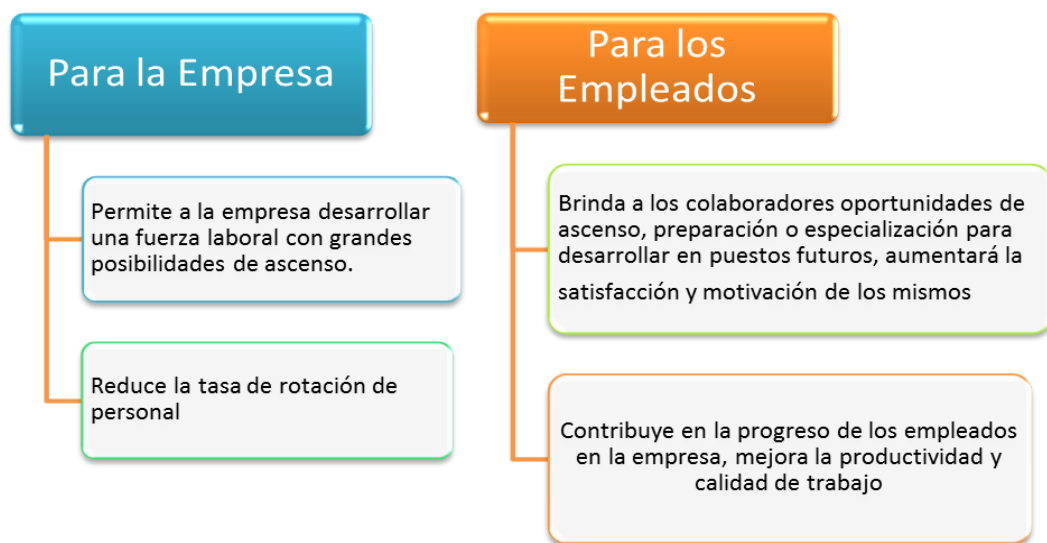 Para la Empresa
Permite a la empresa desarrollar
una fuerza laboral con grandes
posibilidades de ascenso.
Reduce la tasa de rotación de
personal
Para los
Empleados
Brinda a los colaboradores oportunidades de
ascenso, preparación o especialización para
desarrollar en puestos futuros, aumentará la
satisfacción y motivación de los mismos
Contribuye en la progreso de los empleados
en la empresa, mejora la productividad y
calidad de trabajo